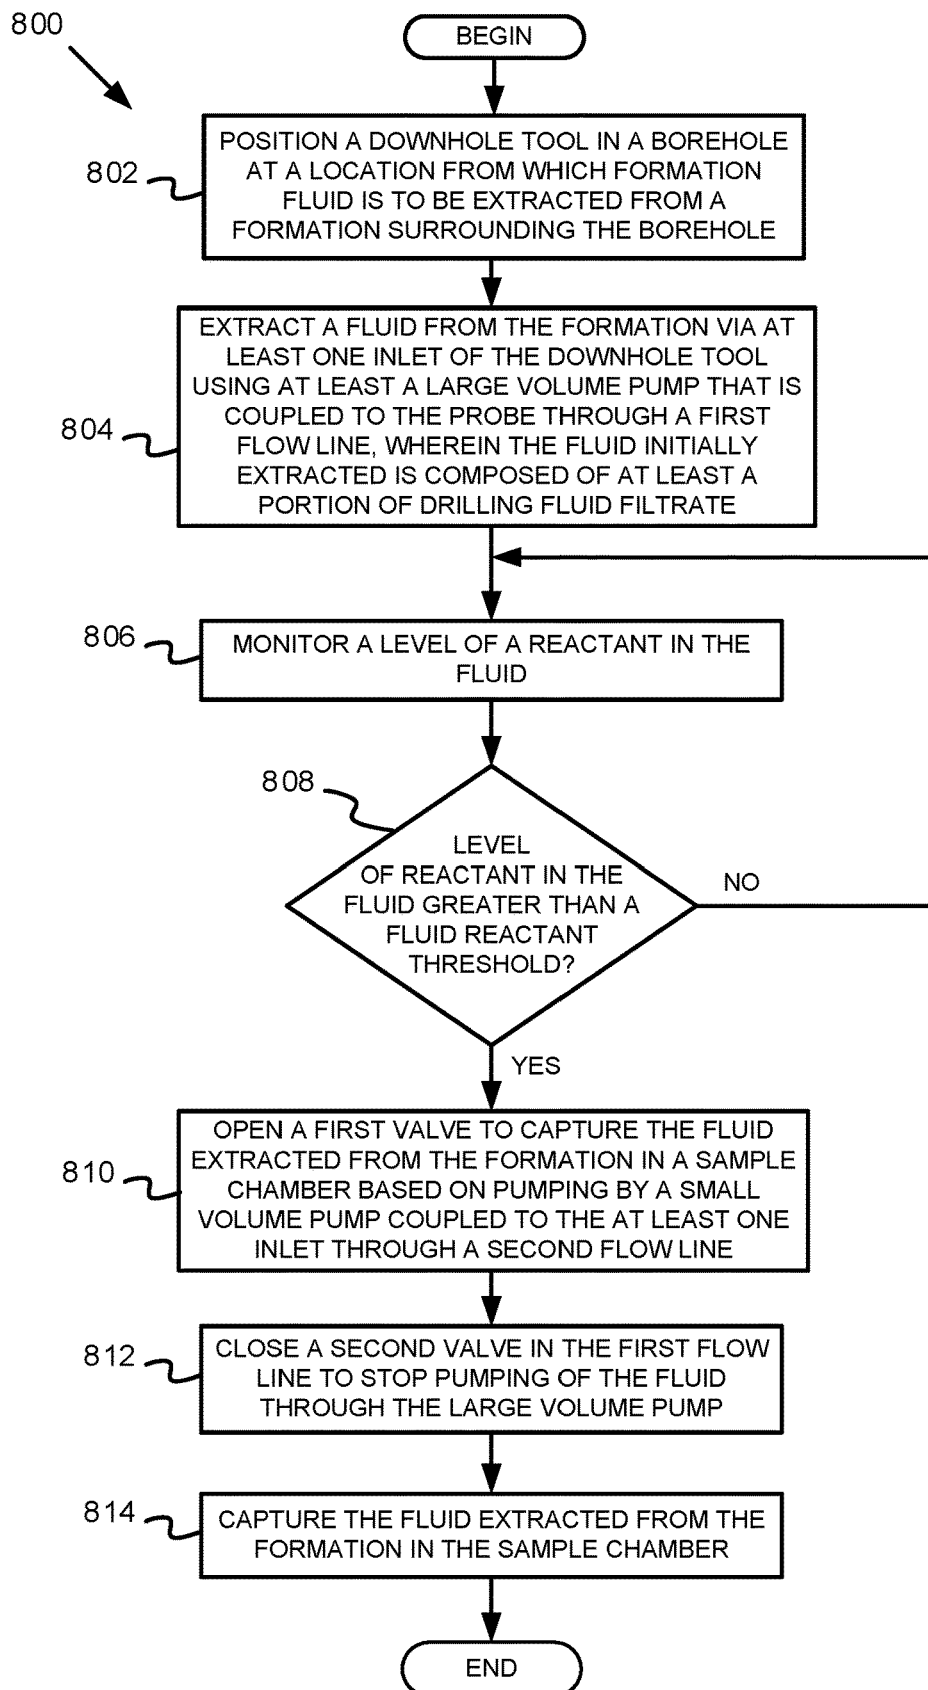 800
BEGIN
802
POSITION A DOWNHOLE TOOL IN A BOREHOLE
AT A LOCATION FROM WHICH FORMATION
FLUID IS TO BE EXTRACTED FROM A
FORMATION SURROUNDING THE BOREHOLE
804
EXTRACT A FLUID FROM THE FORMATION VIA AT
LEAST ONE INLET OF THE DOWNHOLE TOOL
USING AT LEAST A LARGE VOLUME PUMP THAT IS
COUPLED TO THE PROBE THROUGH A FIRST
FLOW LINE, WHEREIN THE FLUID INITIALLY
EXTRACTED IS COMPOSED OF AT LEAST A
PORTION OF DRILLING FLUID FILTRATE
806
MONITOR A LEVEL OF A REACTANT IN THE
FLUID
808
LEVEL
OF REACTANT IN THE
FLUID GREATER THAN A
FLUID REACTANT
THRESHOLD?
NO
YES
810
OPEN A FIRST VALVE TO CAPTURE THE FLUID
EXTRACTED FROM THE FORMATION IN A SAMPLE
CHAMBER BASED ON PUMPING BY A SMALL
VOLUME PUMP COUPLED TO THE AT LEAST ONE
INLET THROUGH A SECOND FLOW LINE
812
CLOSE A SECOND VALVE IN THE FIRST FLOW
LINE TO STOP PUMPING OF THE FLUID
THROUGH THE LARGE VOLUME PUMP
814
CAPTURE THE FLUID EXTRACTED FROM THE
FORMATION IN THE SAMPLE CHAMBER
END